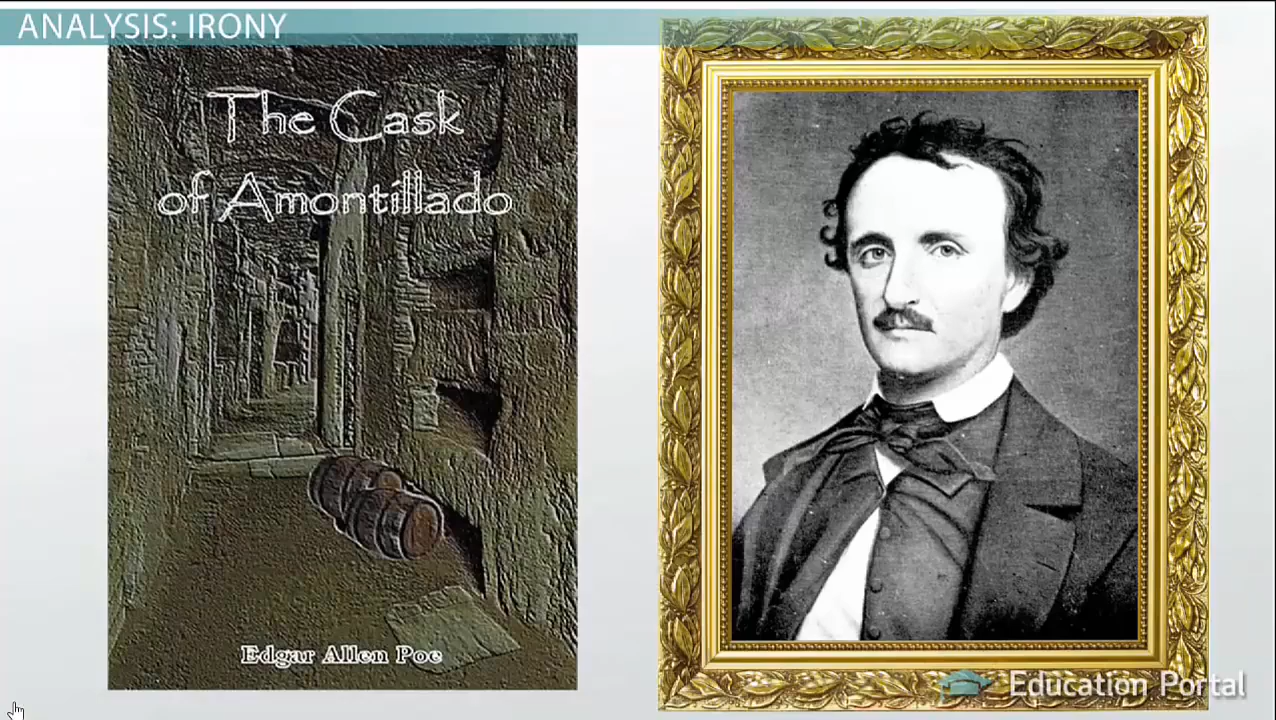 ANALYSIS: IRONY
The Cask
of Amontillado
Edgar Allen Poe
Education Portal